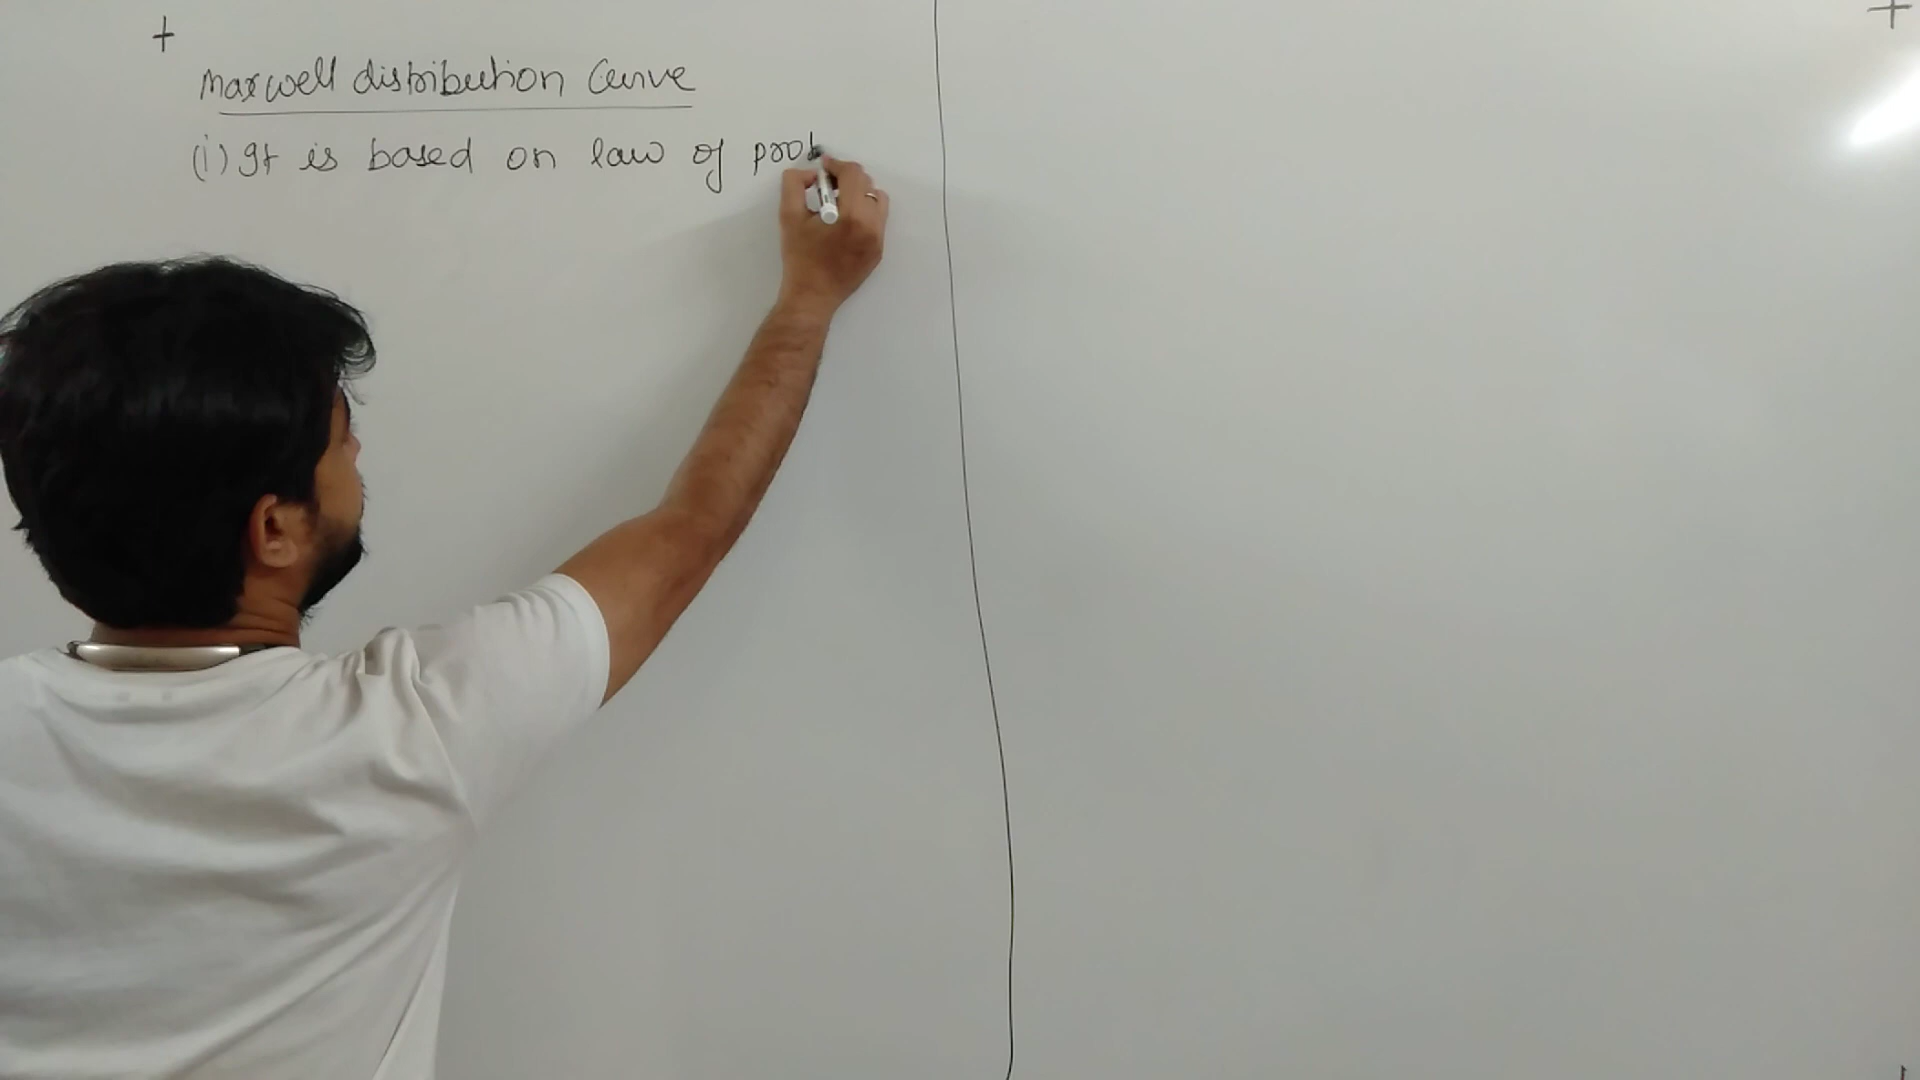 Maxwell distribution Curve
(i) It is based on law of prob